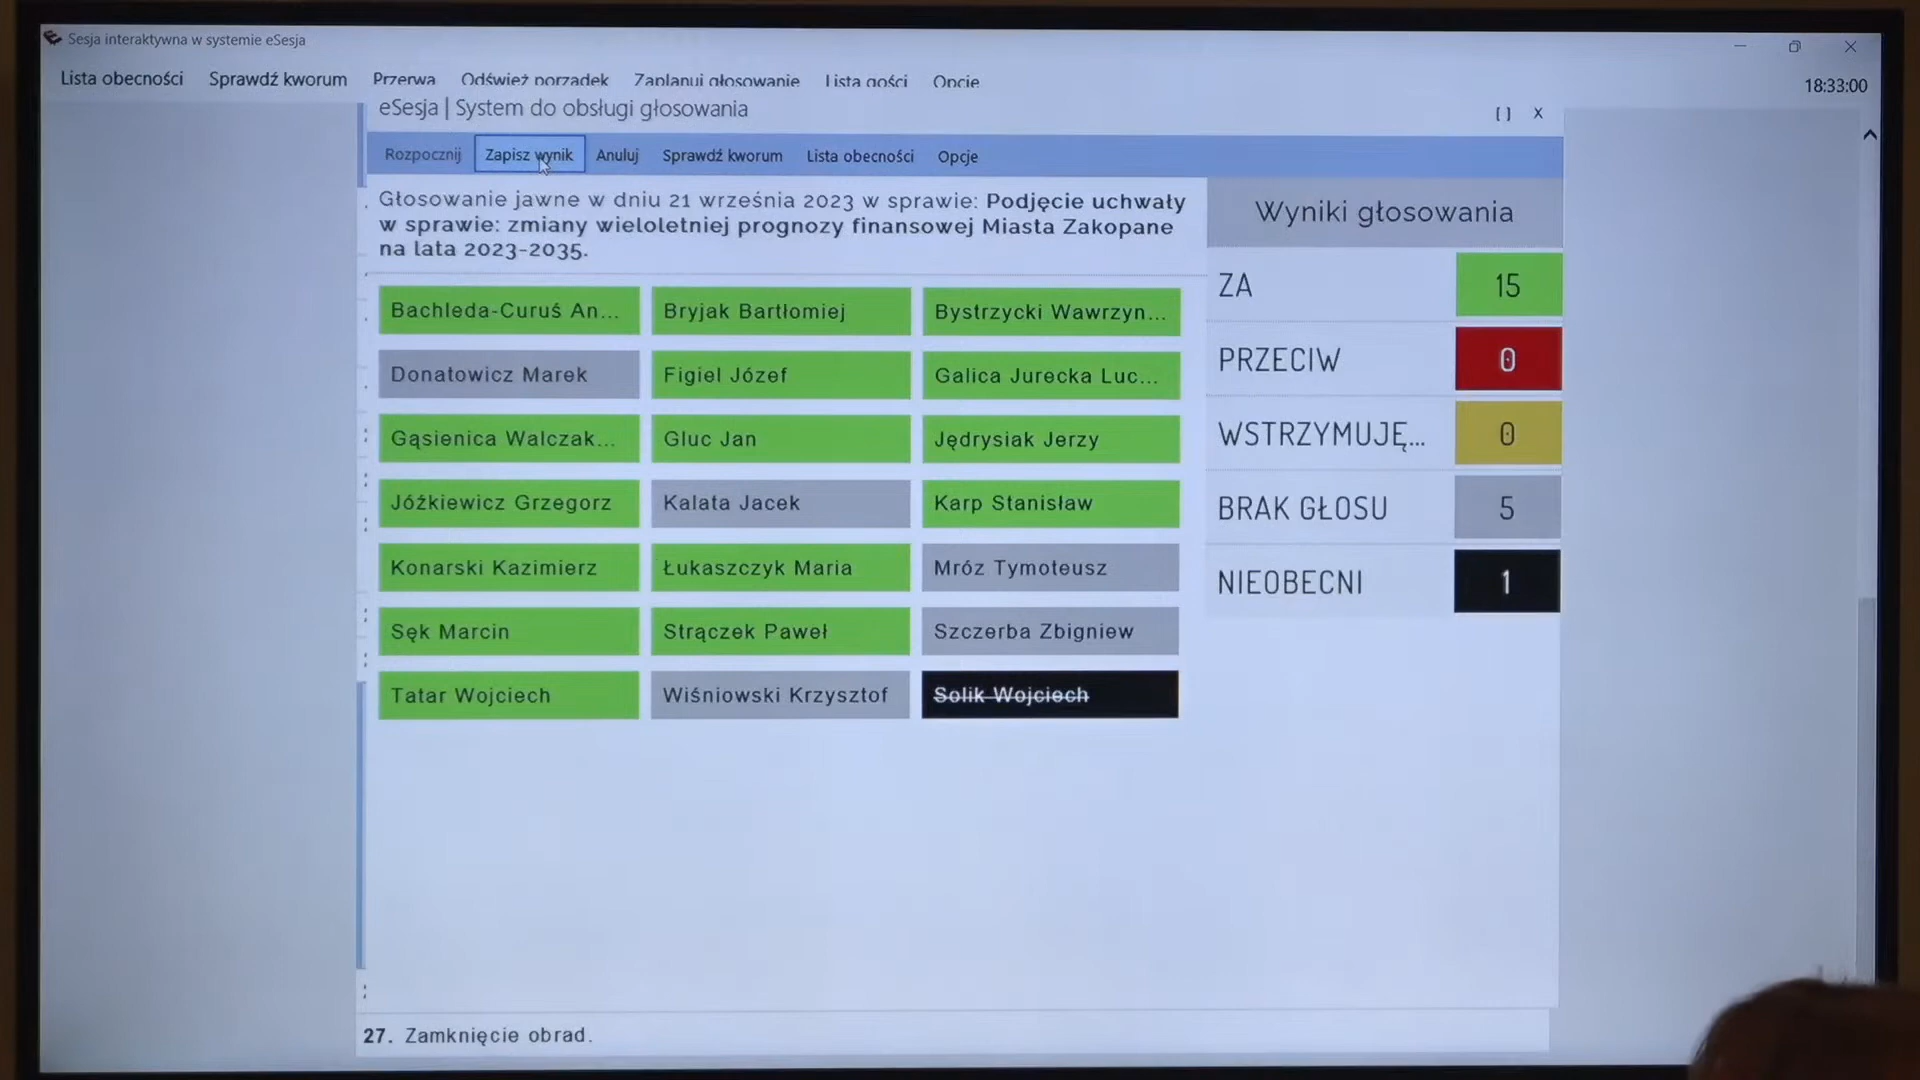 Sesja interaktywna w systemie eSesja
Lista obecności Sprawdź kworum Przerwa Odśwież porządek Zaplanuj głosowanie Lista gości Opcje
18:33:00
eSesja | System do obsługi głosowania
[ ] X
Rozpocznij Zapisz wynik Anuluj Sprawdź kworum Lista obecności Opcje
Głosowanie jawne w dniu 21 września 2023 w sprawie: Podjęcie uchwały
w sprawie: zmiany wieloletniej prognozy finansowej Miasta Zakopane
na lata 2023-2035.
Bachleda-Curuś An... Bryjak Bartłomiej Bystrzycki Wawrzyn...
Donatowicz Marek Figiel Józef Galica Jurecka Luc...
Gąsienica Walczak... Gluc Jan Jędrysiak Jerzy
Jóźkiewicz Grzegorz Kalata Jacek Karp Stanisław
Konarski Kazimierz Łukaszczyk Maria Mróz Tymoteusz
Sęk Marcin Strączek Paweł Szczerba Zbigniew
Tatar Wojciech Wiśniowski Krzysztof Solik Wojciech
Wyniki głosowania
ZA 15
PRZECIW 0
WSTRZYMUJĘ... 0
BRAK GŁOSU 5
NIEOBECNI 1
27. Zamknięcie obrad.